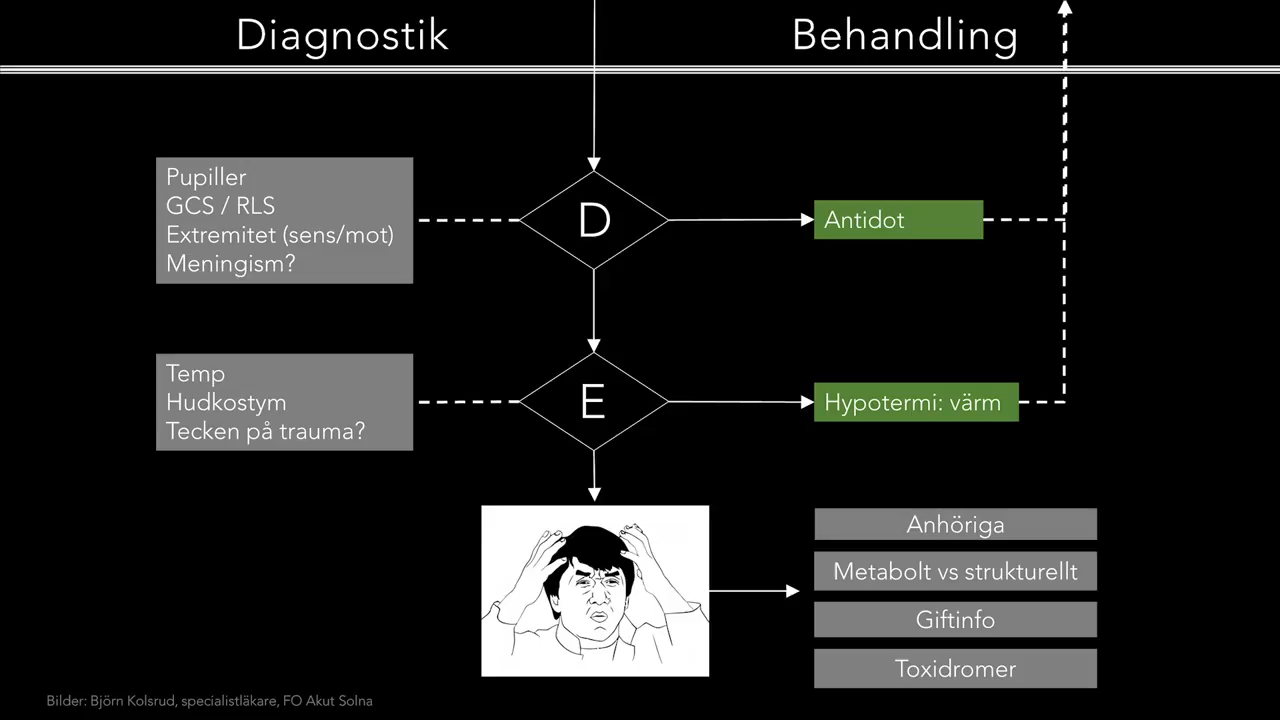 Diagnostik
Behandling
Pupiller
GCS / RLS
Extremitet (sens/mot)
Meningism?
D
Antidot
Temp
Hudkostym
Tecken på trauma?
E
Hypotermi: värm
Anhöriga
Metabolt vs strukturellt
Giftinfo
Toxidromer
Bilder: Björn Kolsrud, specialistläkare, FO Akut Solna